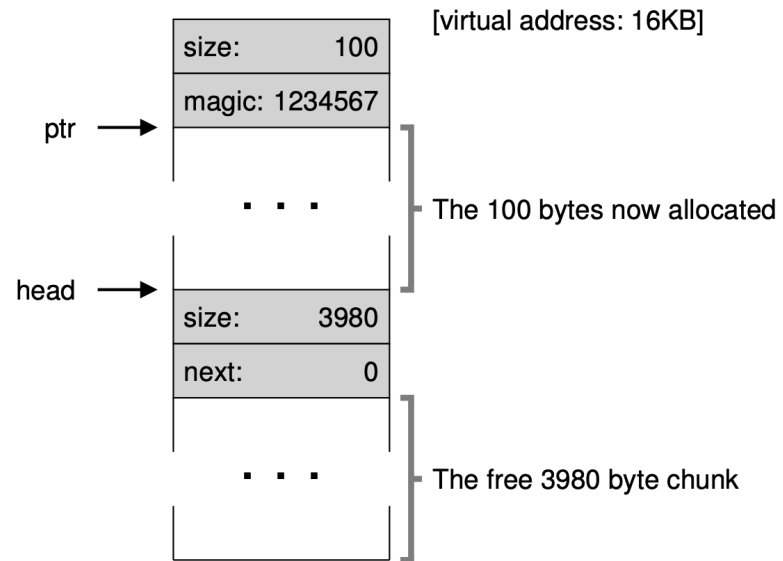 [virtual address: 16KB]
size: 100
magic: 1234567
ptr
. . .
The 100 bytes now allocated
head
size: 3980
next: 0
. . .
The free 3980 byte chunk